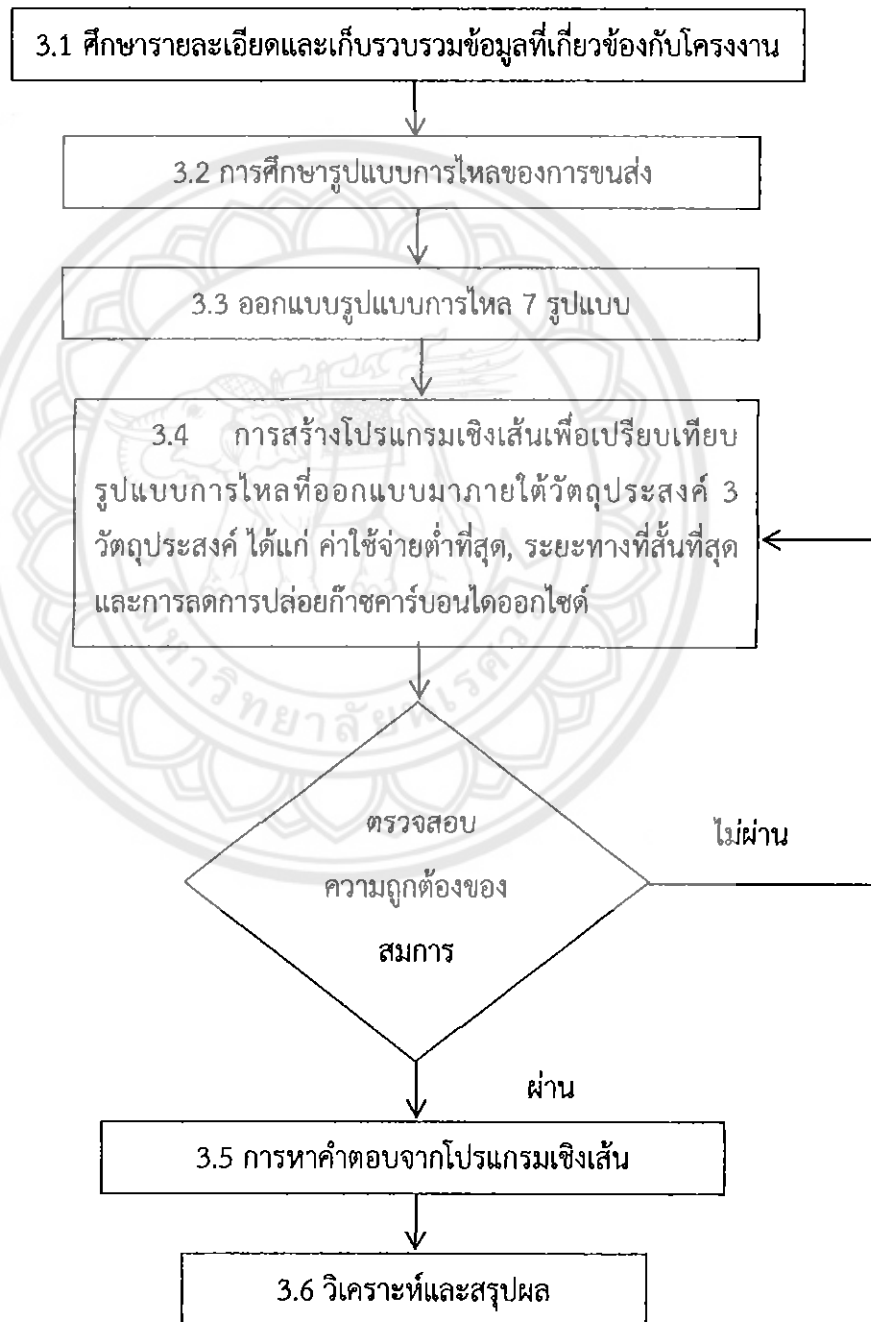 3.1 ศึกษารายละเอียดและเก็บรวบรวมข้อมูลที่เกี่ยวข้องกับโครงงาน
3.2 การศึกษารูปแบบการไหลของการขนส่ง
3.3 ออกแบบรูปแบบการไหล 7 รูปแบบ
3.4 การสร้างโปรแกรมเชิงเส้นเพื่อเปรียบเทียบ
รูปแบบการไหลที่ออกแบบมาภายใต้วัตถุประสงค์ 3
วัตถุประสงค์ ได้แก่ ค่าใช้จ่ายต่ำที่สุด, ระยะทางที่สั้นที่สุด
และการลดการปล่อยก๊าซคาร์บอนไดออกไซด์
มหาวิทยาลัยนเรศวร
ตรวจสอบ
ความถูกต้องของ
สมการ
ไม่ผ่าน
ผ่าน
3.5 การหาคำตอบจากโปรแกรมเชิงเส้น
3.6 วิเคราะห์และสรุปผล